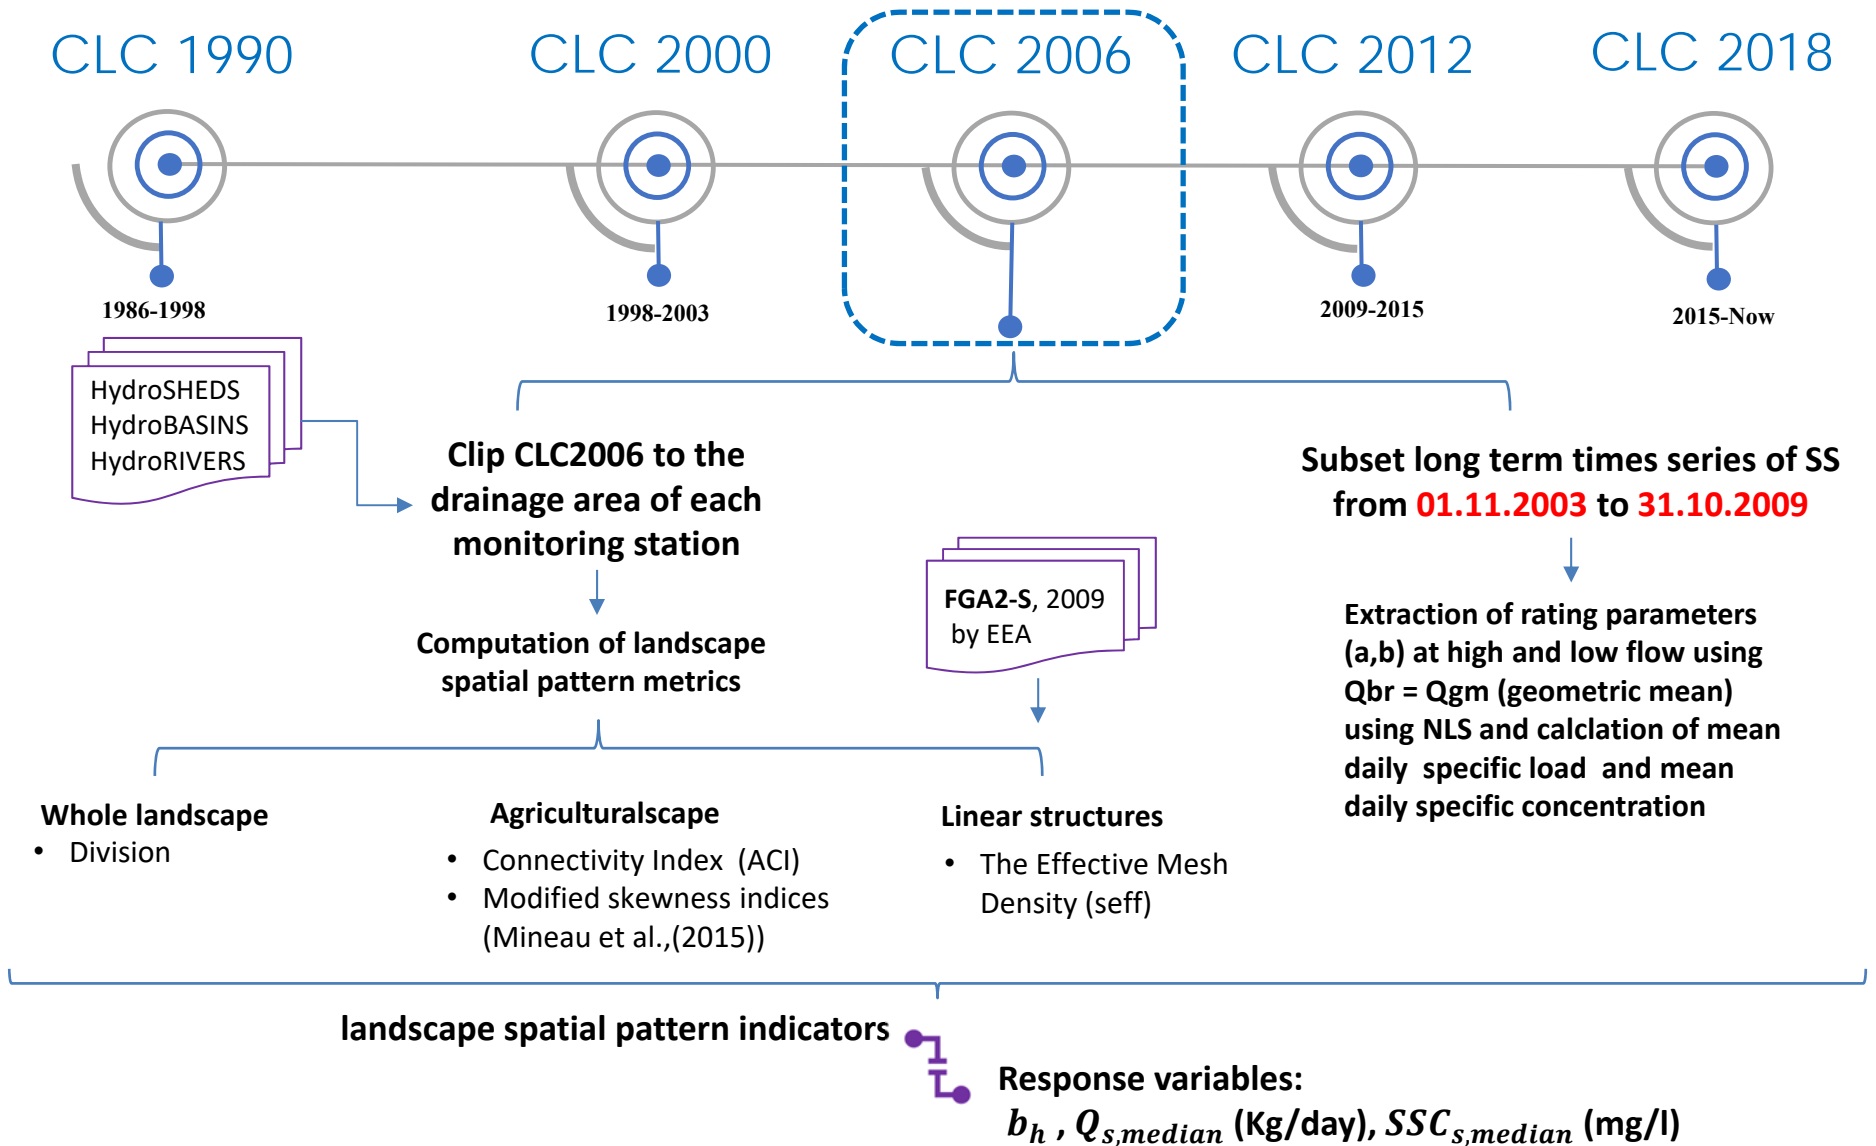 CLC 1990
CLC 2000
CLC 2006
CLC 2012
CLC 2018
1986-1998
1998-2003
2009-2015
2015-Now
HydroSHEDS
HydroBASINS
HydroRIVERS
Clip CLC2006 to the
drainage area of each
monitoring station
Subset long term times series of SS
from 01.11.2003 to 31.10.2009
Computation of landscape
spatial pattern metrics
FGA2-S, 2009
by EEA
Extraction of rating parameters
(a,b) at high and low flow using
Qbr = Qgm (geometric mean)
using NLS and calclation of mean
daily specific load and mean
daily specific concentration
Whole landscape
• Division
Agriculturalscape
• Connectivity Index (ACI)
• Modified skewness indices
(Mineau et al.,(2015))
Linear structures
• The Effective Mesh
Density (seff)
landscape spatial pattern indicators
Response variables:
b_h , Q_s,median (Kg/day), SSC_s,median (mg/l)